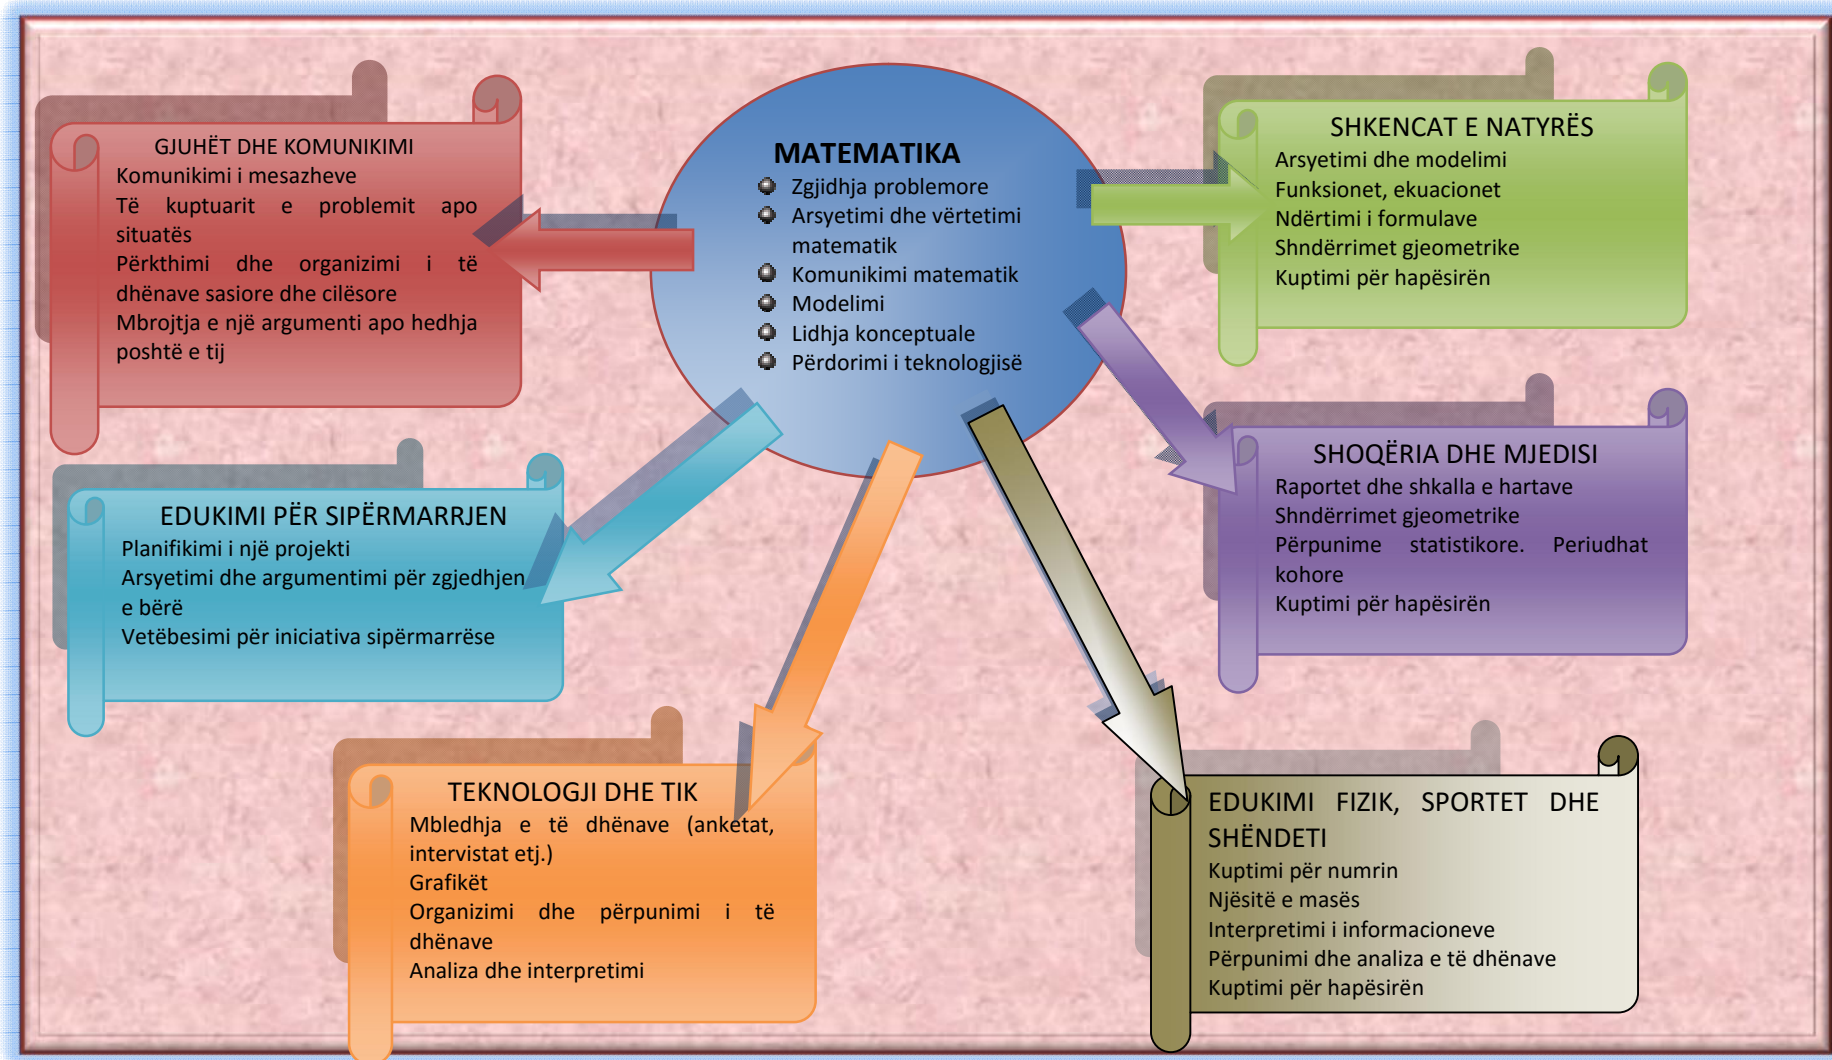 GJUHËT DHE KOMUNIKIMI
Komunikimi i mesazheve
Të kuptuarit e problemit apo
situatës
Përkthimi dhe organizimi i të
dhënave sasiore dhe cilësore
Mbrojtja e një argumenti apo hedhja
poshtë e tij
MATEMATIKA
Zgjidhja problemore
Arsyetimi dhe vërtetimi
matematik
Komunikimi matematik
Modelimi
Lidhja konceptuale
Përdorimi i teknologjisë
SHKENCAT E NATYRËS
Arsyetimi dhe modelimi
Funksionet, ekuacionet
Ndërtimi i formulave
Shndërrimet gjeometrike
Kuptimi për hapësirën
EDUKIMI PËR SIPËRMARRJEN
Planifikimi i një projekti
Arsyetimi dhe argumentimi për zgjedhjen
e bërë
Vetëbesimi për iniciativa sipërmarrëse
SHOQËRIA DHE MJEDISI
Raportet dhe shkalla e hartave
Shndërrimet gjeometrike
Përpunime statistikore. Periudhat
kohore
Kuptimi për hapësirën
TEKNOLOGJI DHE TIK
Mbledhja e të dhënave (anketat,
intervistat etj.)
Grafikët
Organizimi dhe përpunimi i të
dhënave
Analiza dhe interpretimi
EDUKIMI FIZIK, SPORTET DHE
SHËNDETI
Kuptimi për numrin
Njësitë e masës
Interpretimi i informacioneve
Përpunimi dhe analiza e të dhënave
Kuptimi për hapësirën